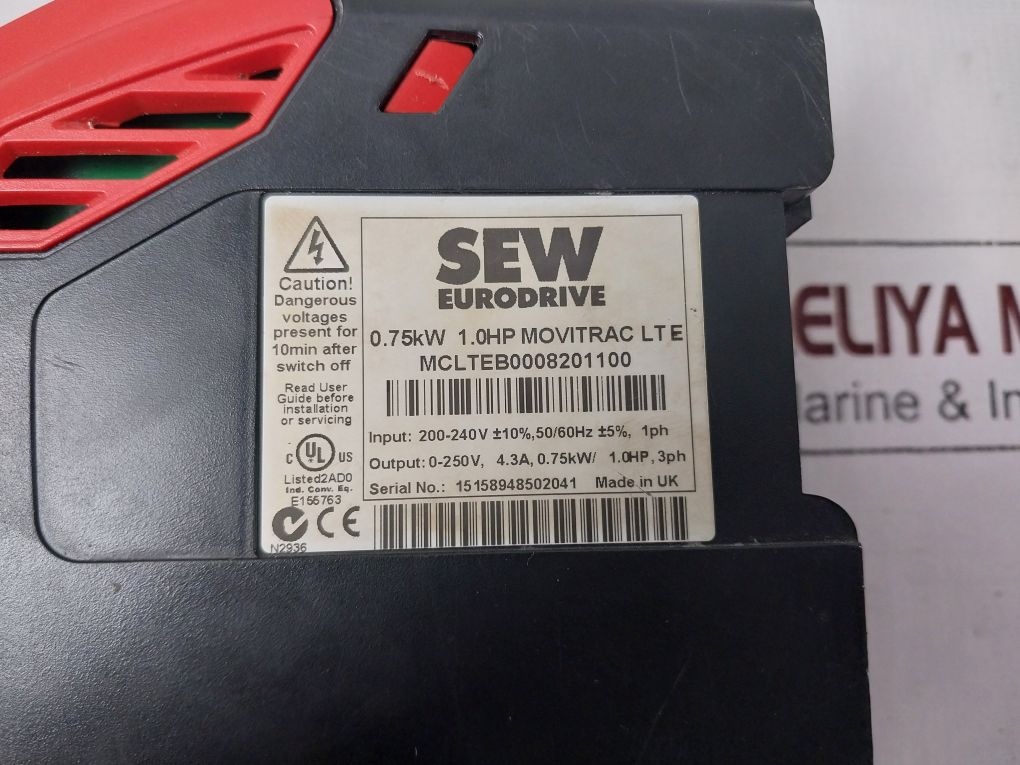 Caution!
Dangerous
voltages
present for
10min after
switch off
Read User
Guide before
installation
or servicing
C UL US
Listed2AD0
Ind. Conv. Eq.
E155763
CE
N2936
SEW
EURODRIVE
0.75kW 1.0HP MOVITRAC LTE
MCLTEB0008201100
Input: 200-240V ±10%,50/60Hz ±5%, 1ph
Output: 0-250V, 4.3A, 0.75kW/ 1.0HP, 3ph
Serial No.: 15158948502041 Made in UK
ELIYA M
arine & In